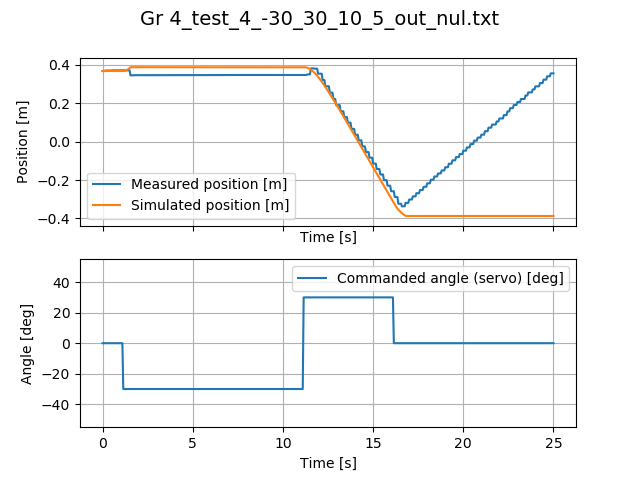 Gr 4_test_4_-30_30_10_5_out_nul.txt
0.4
0.2
0.0
−0.2
−0.4
Position [m]
Measured position [m]
Simulated position [m]
Time [s]
40
20
0
−20
−40
Angle [deg]
Commanded angle (servo) [deg]
0 5 10 15 20 25
Time [s]